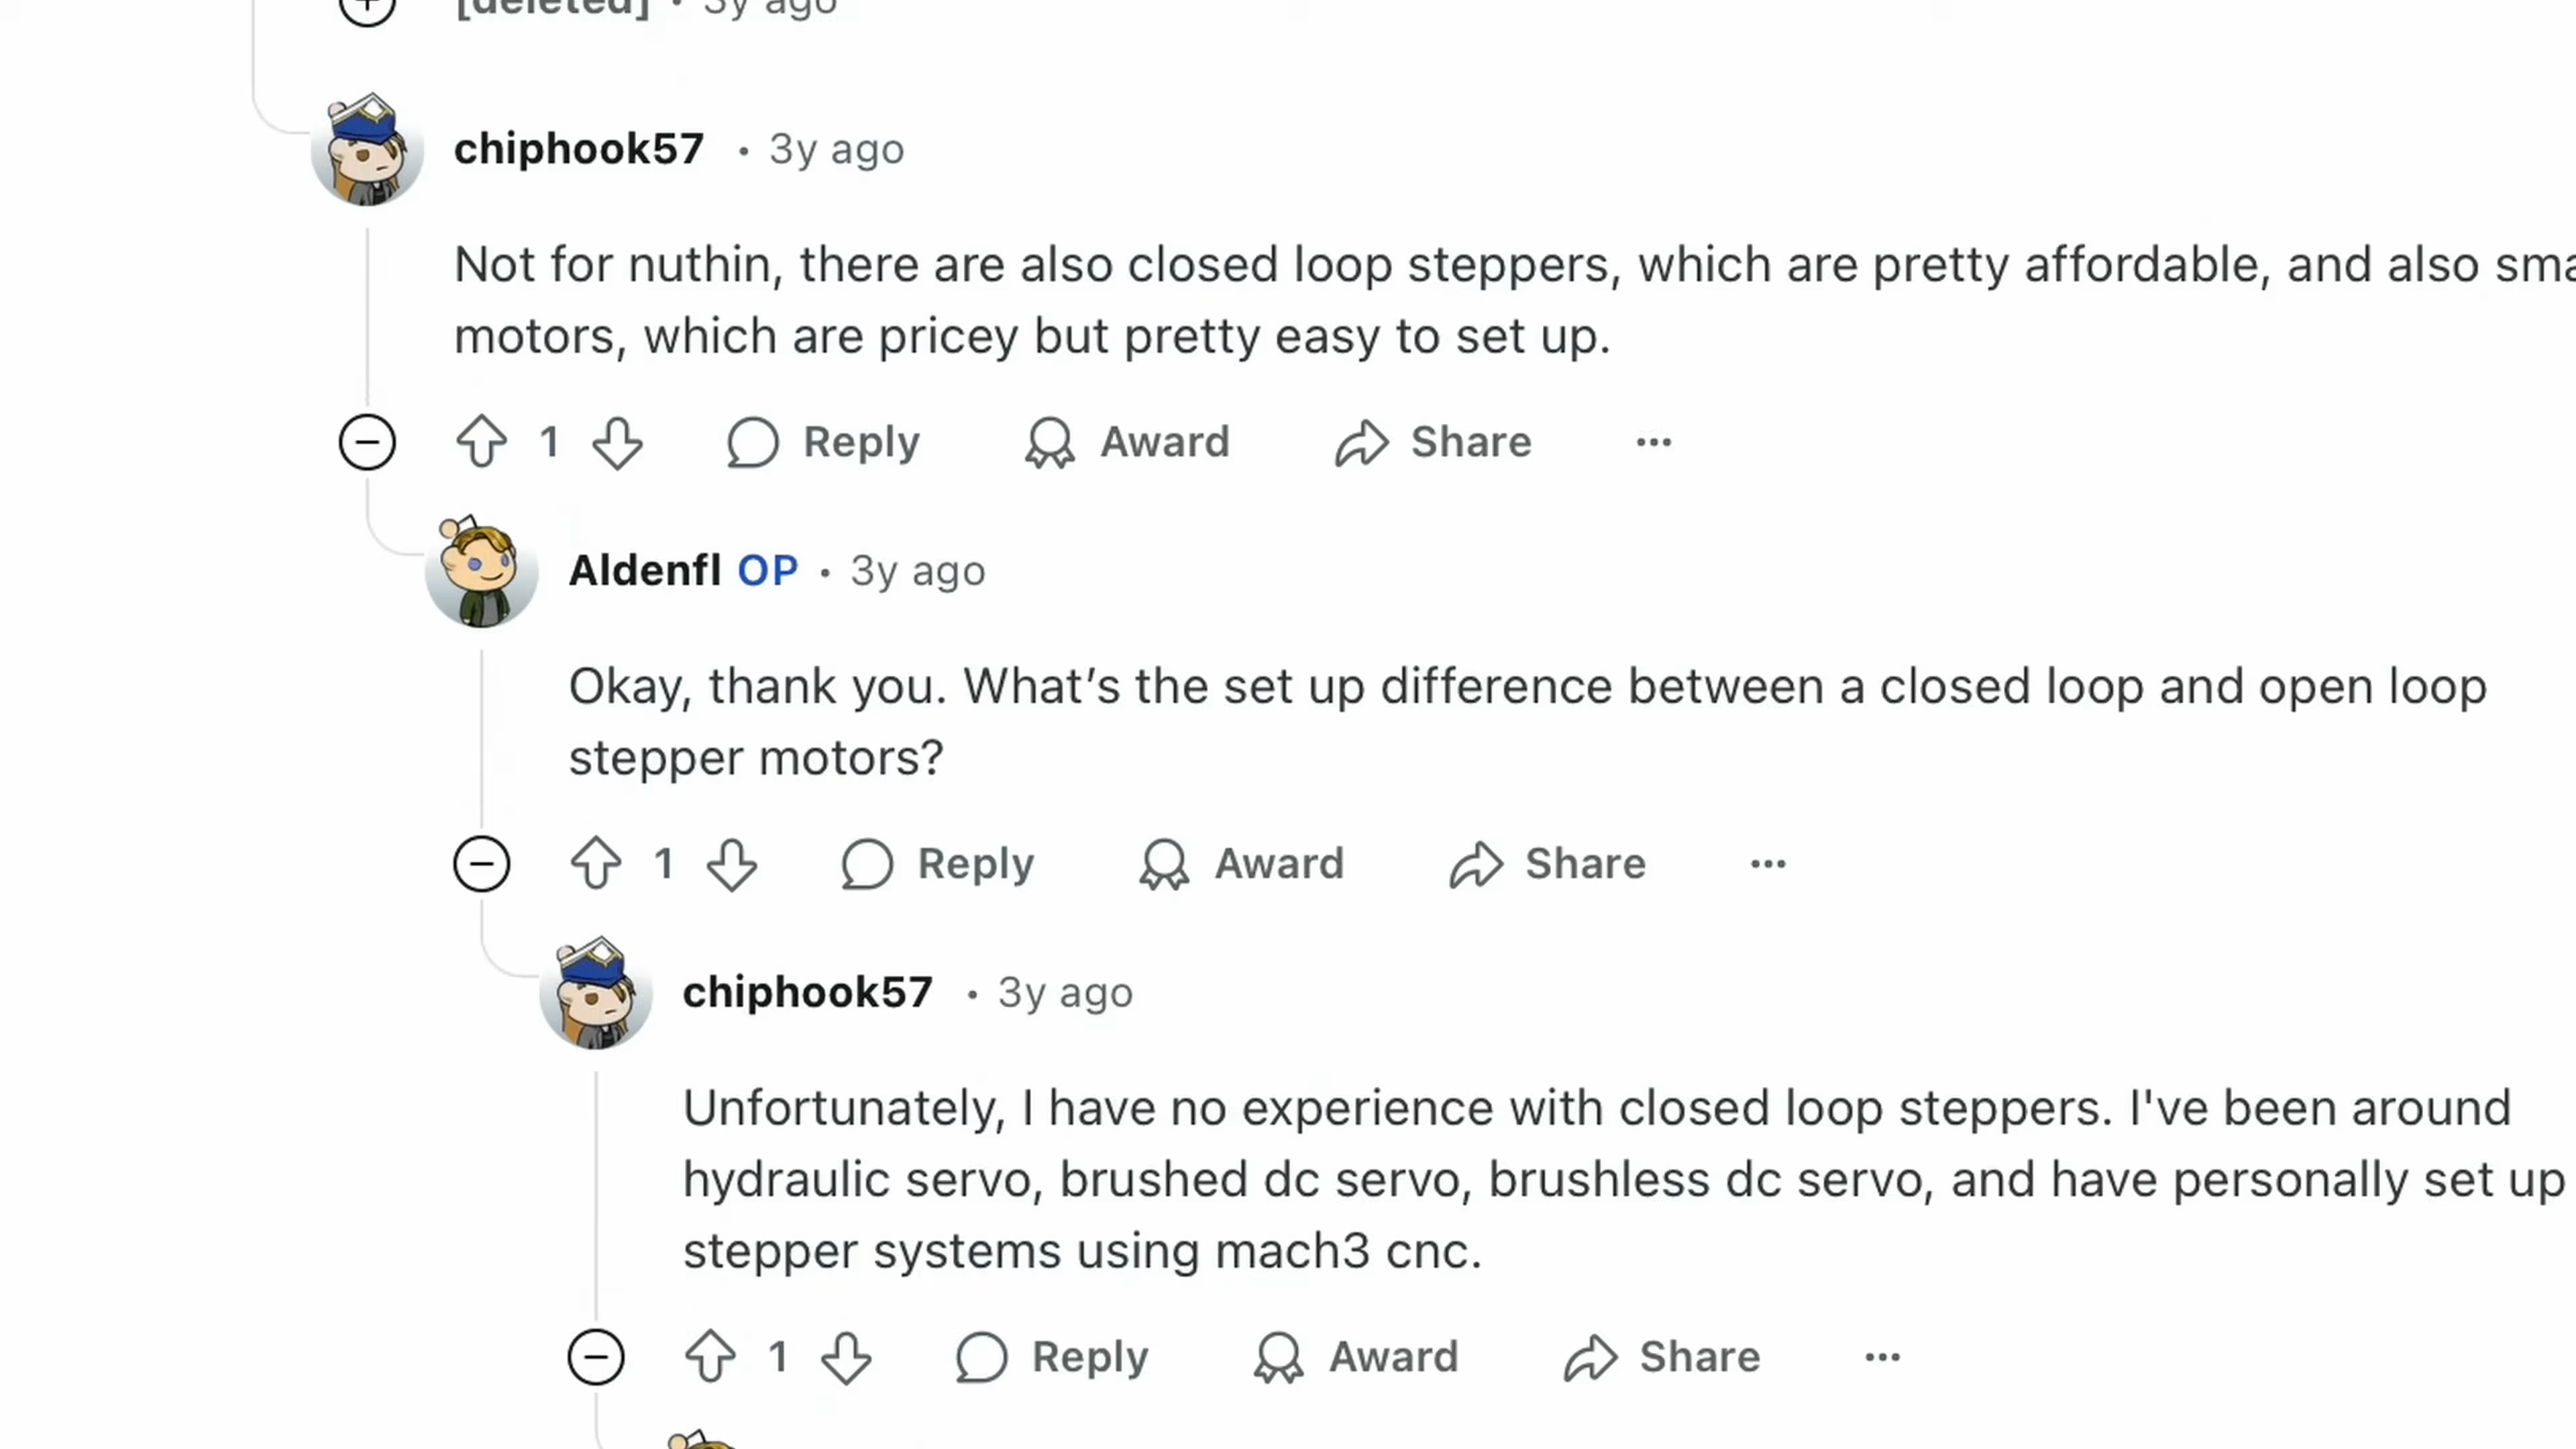 [deleted] • 3y ago
chiphook57 • 3y ago
Not for nuthin, there are also closed loop steppers, which are pretty affordable, and also
motors, which are pricey but pretty easy to set up.
1 Reply Award Share ...
Aldenfl OP • 3y ago
Okay, thank you. What’s the set up difference between a closed loop and open loop
stepper motors?
1 Reply Award Share ...
chiphook57 • 3y ago
Unfortunately, I have no experience with closed loop steppers. I've been around
hydraulic servo, brushed dc servo, brushless dc servo, and have personally set up
stepper systems using mach3 cnc.
1 Reply Award Share ...